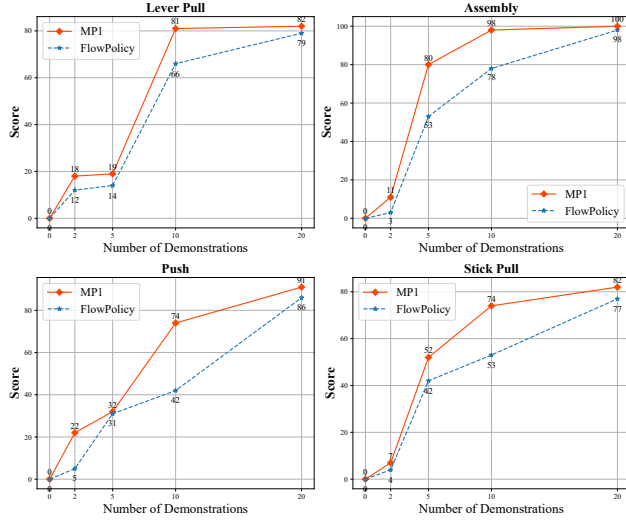 Lever Pull
Score
80
60
40
20
0
0 2 5 10 20
Number of Demonstrations
MP1
FlowPolicy
0 18 19 81 82
0 12 14 66 79
Assembly
Score
100
80
60
40
20
0
0 2 5 10 20
Number of Demonstrations
MP1
FlowPolicy
0 11 80 98 100
0 3 53 78 98
Push
Score
80
60
40
20
0
0 2 5 10 20
Number of Demonstrations
MP1
FlowPolicy
0 22 32 74 91
0 5 31 42 86
Stick Pull
Score
80
60
40
20
0
0 2 5 10 20
Number of Demonstrations
MP1
FlowPolicy
0 7 52 74 82
0 4 42 53 77